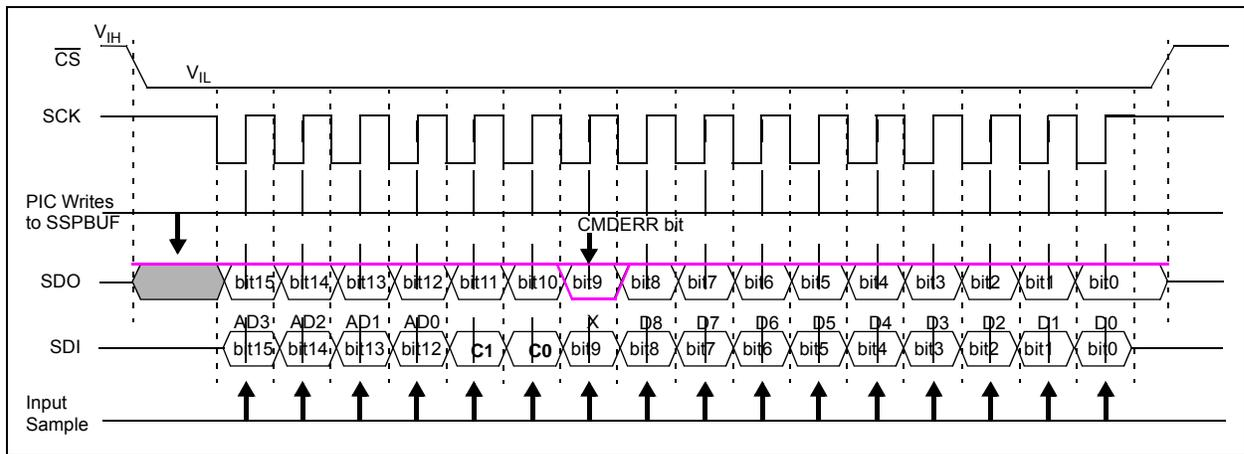 VIH
CS
VIL
SCK
PIC Writes
to SSPBUF
CMDERR bit
SDO
bit15 bit14 bit13 bit12 bit11 bit10 bit9 bit8 bit7 bit6 bit5 bit4 bit3 bit2 bit1 bit0
AD3 AD2 AD1 AD0 X D8 D7 D6 D5 D4 D3 D2 D1 D0
SDI
bit15 bit14 bit13 bit12 C1 C0 bit9 bit8 bit7 bit6 bit5 bit4 bit3 bit2 bit1 bit0
Input
Sample